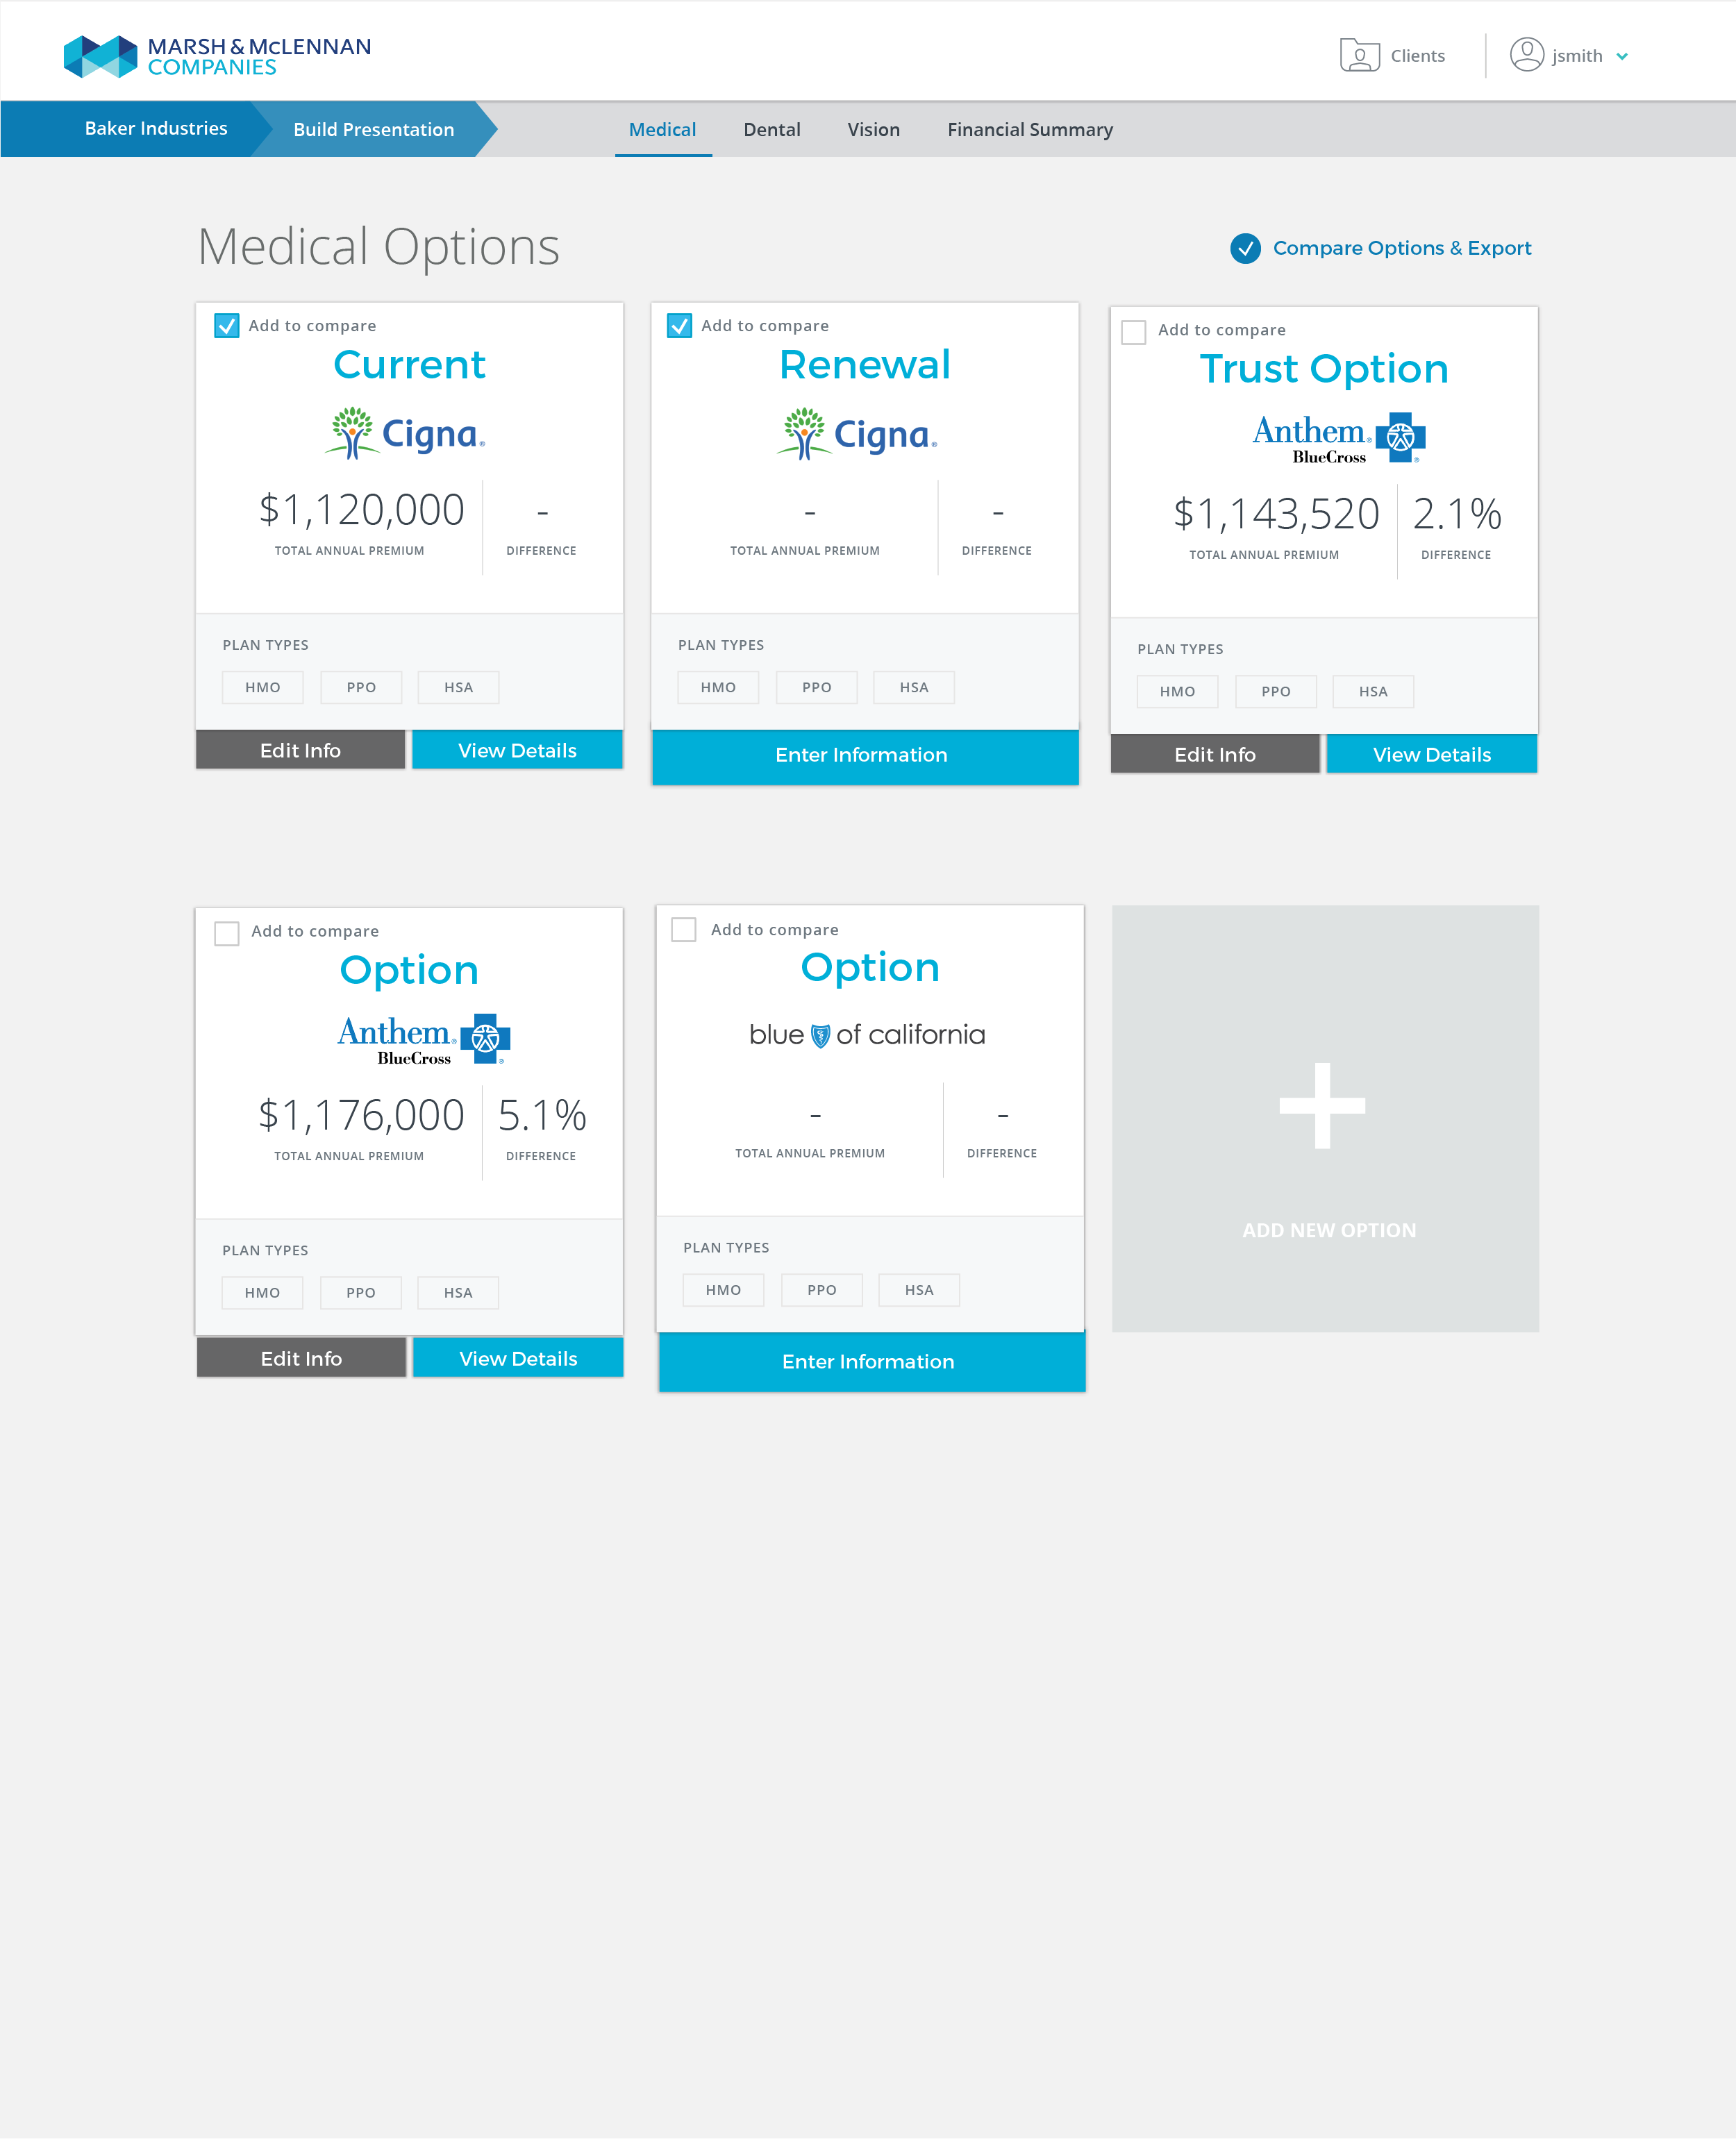 MARSH & McLENNAN
COMPANIES
Clients
jsmith
Baker Industries
Build Presentation
Medical
Dental
Vision
Financial Summary
Medical Options
Compare Options & Export
Add to compare
Current
Cigna®
$1,120,000
-
TOTAL ANNUAL PREMIUM
DIFFERENCE
PLAN TYPES
HMO
PPO
HSA
Edit Info
View Details
Add to compare
Renewal
Cigna®
-
-
TOTAL ANNUAL PREMIUM
DIFFERENCE
PLAN TYPES
HMO
PPO
HSA
Enter Information
Add to compare
Trust Option
Anthem®
BlueCross
®
$1,143,520
2.1%
TOTAL ANNUAL PREMIUM
DIFFERENCE
PLAN TYPES
HMO
PPO
HSA
Edit Info
View Details
Add to compare
Option
Anthem®
BlueCross
®
$1,176,000
5.1%
TOTAL ANNUAL PREMIUM
DIFFERENCE
PLAN TYPES
HMO
PPO
HSA
Edit Info
View Details
Add to compare
Option
blue of california
-
-
TOTAL ANNUAL PREMIUM
DIFFERENCE
PLAN TYPES
HMO
PPO
HSA
Enter Information
ADD NEW OPTION